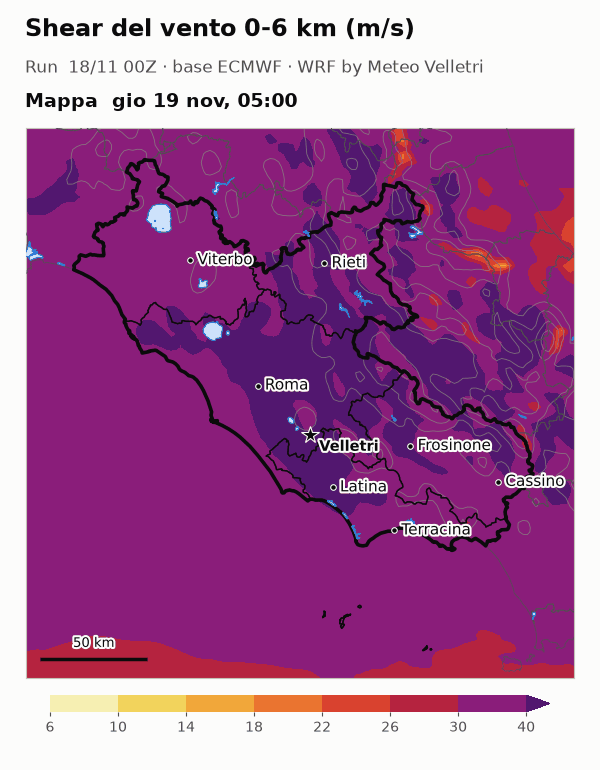 Shear del vento 0-6 km (m/s)
Run  18/11 00Z · base ECMWF · WRF by Meteo Velletri
Mappa  gio 19 nov, 05:00
Viterbo
Rieti
Roma
Velletri
Frosinone
Cassino
Latina
Terracina
50 km
6 10 14 18 22 26 30 40